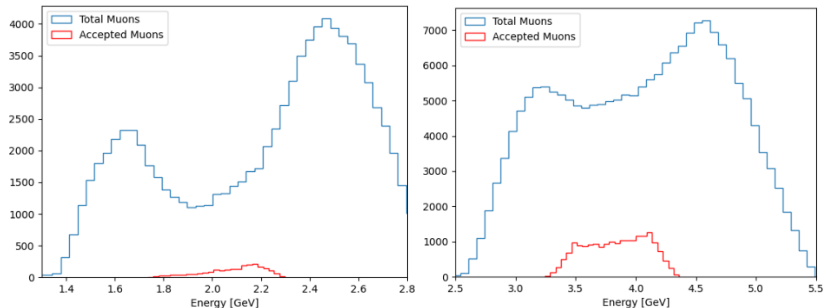 4000
3500
3000
2500
2000
1500
1000
500
0
Total Muons
Accepted Muons
1.4 1.6 1.8 2.0 2.2 2.4 2.6 2.8
Energy [GeV]
7000
6000
5000
4000
3000
2000
1000
0
Total Muons
Accepted Muons
2.5 3.0 3.5 4.0 4.5 5.0 5.5
Energy [GeV]